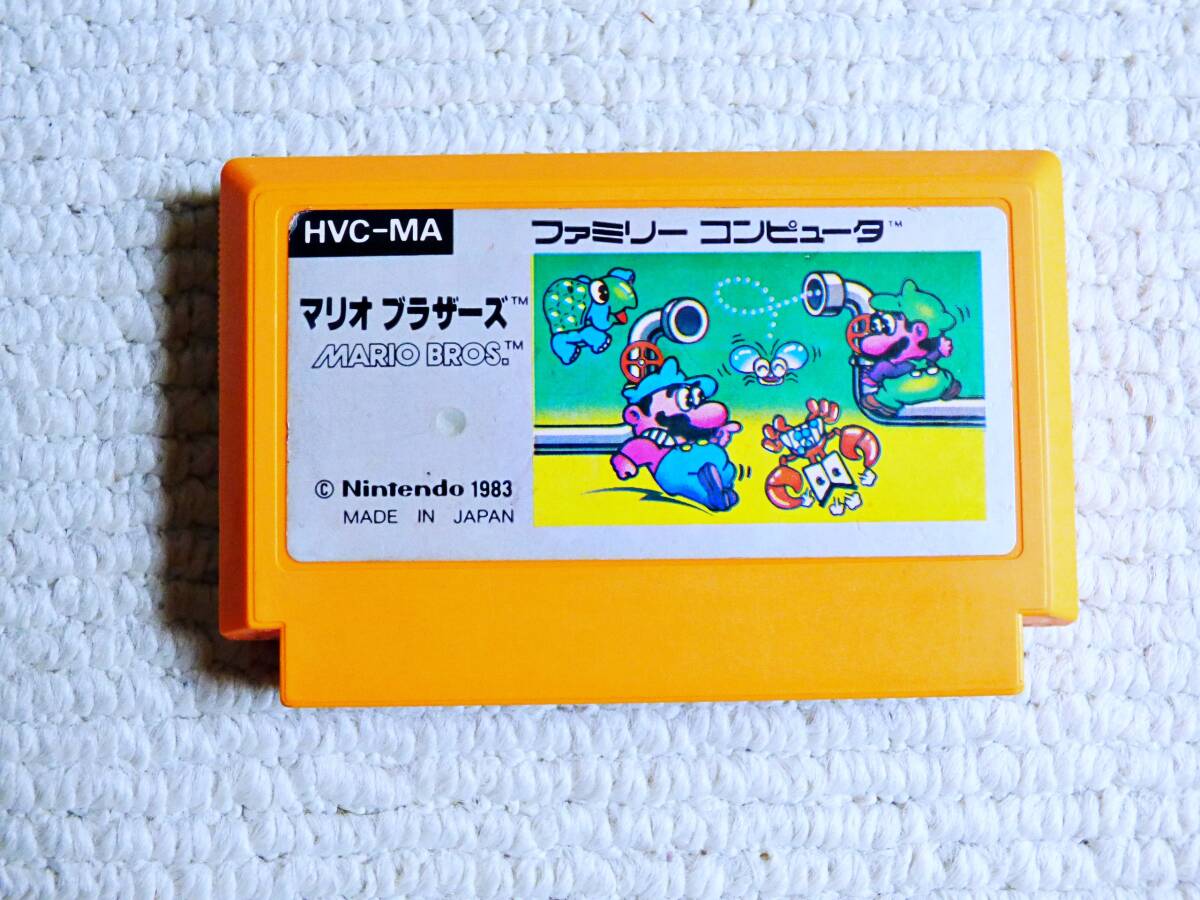 HVC-MA
ファミリー コンピュータ™
マリオ ブラザーズ™
MARIO BROS.™
© Nintendo 1983
MADE IN JAPAN